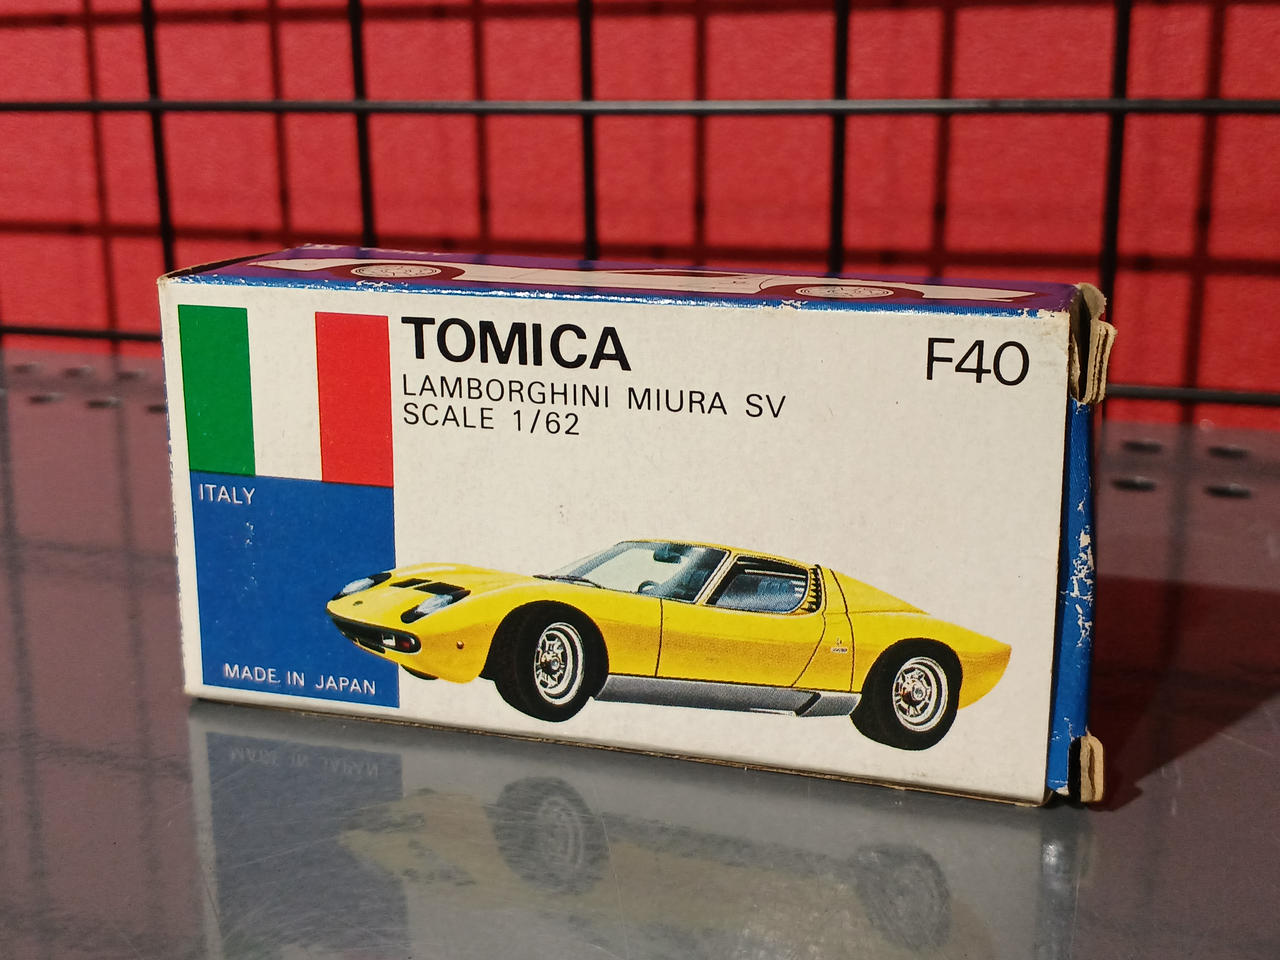 TOMICA
LAMBORGHINI MIURA SV
SCALE 1/62
F40
ITALY
MADE IN JAPAN